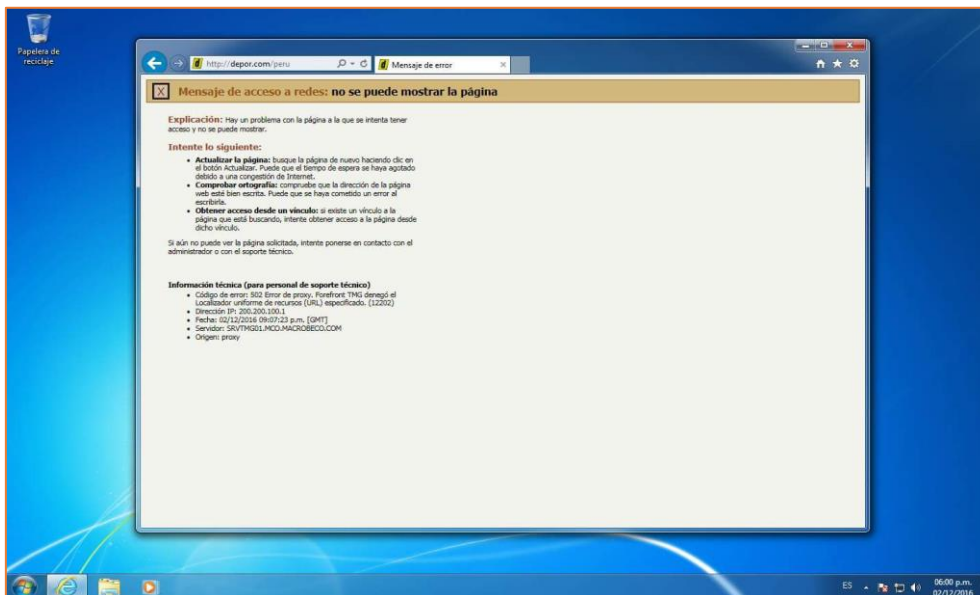 Papelera de
reciclaje
http://depor.com/peru
Mensaje de error
Mensaje de acceso a redes: no se puede mostrar la página
Explicación: Hay un problema con la página a la que se intenta tener
acceso y no se puede mostrar.
Intente lo siguiente:
• Actualizar la página: busque la página de nuevo haciendo clic en
el botón Actualizar. Puede que el tiempo de espera se haya agotado
debido a una congestión de Internet.
• Comprobar ortografía: compruebe que la dirección de la página
web esté bien escrita. Puede que se haya cometido un error al
escribirla.
• Obtener acceso desde un vínculo: si existe un vínculo a la
página que está buscando, intente obtener acceso a la página desde
dicho vínculo.
Si aún no puede ver la página solicitada, intente ponerse en contacto con el
administrador o con el soporte técnico.
Información técnica (para personal de soporte técnico)
• Código de error: 502 Error de proxy. Forefront TMG denegó el
Localizador uniforme de recursos (URL) especificado. (12202)
• Dirección IP: 200.200.100.1
• Fecha: 02/12/2016 09:07:23 p.m. [GMT]
• Servidor: SRVTMG01.MCO.MACROBECO.COM
• Origen: proxy
ES
06:00 p.m.
02/12/2016